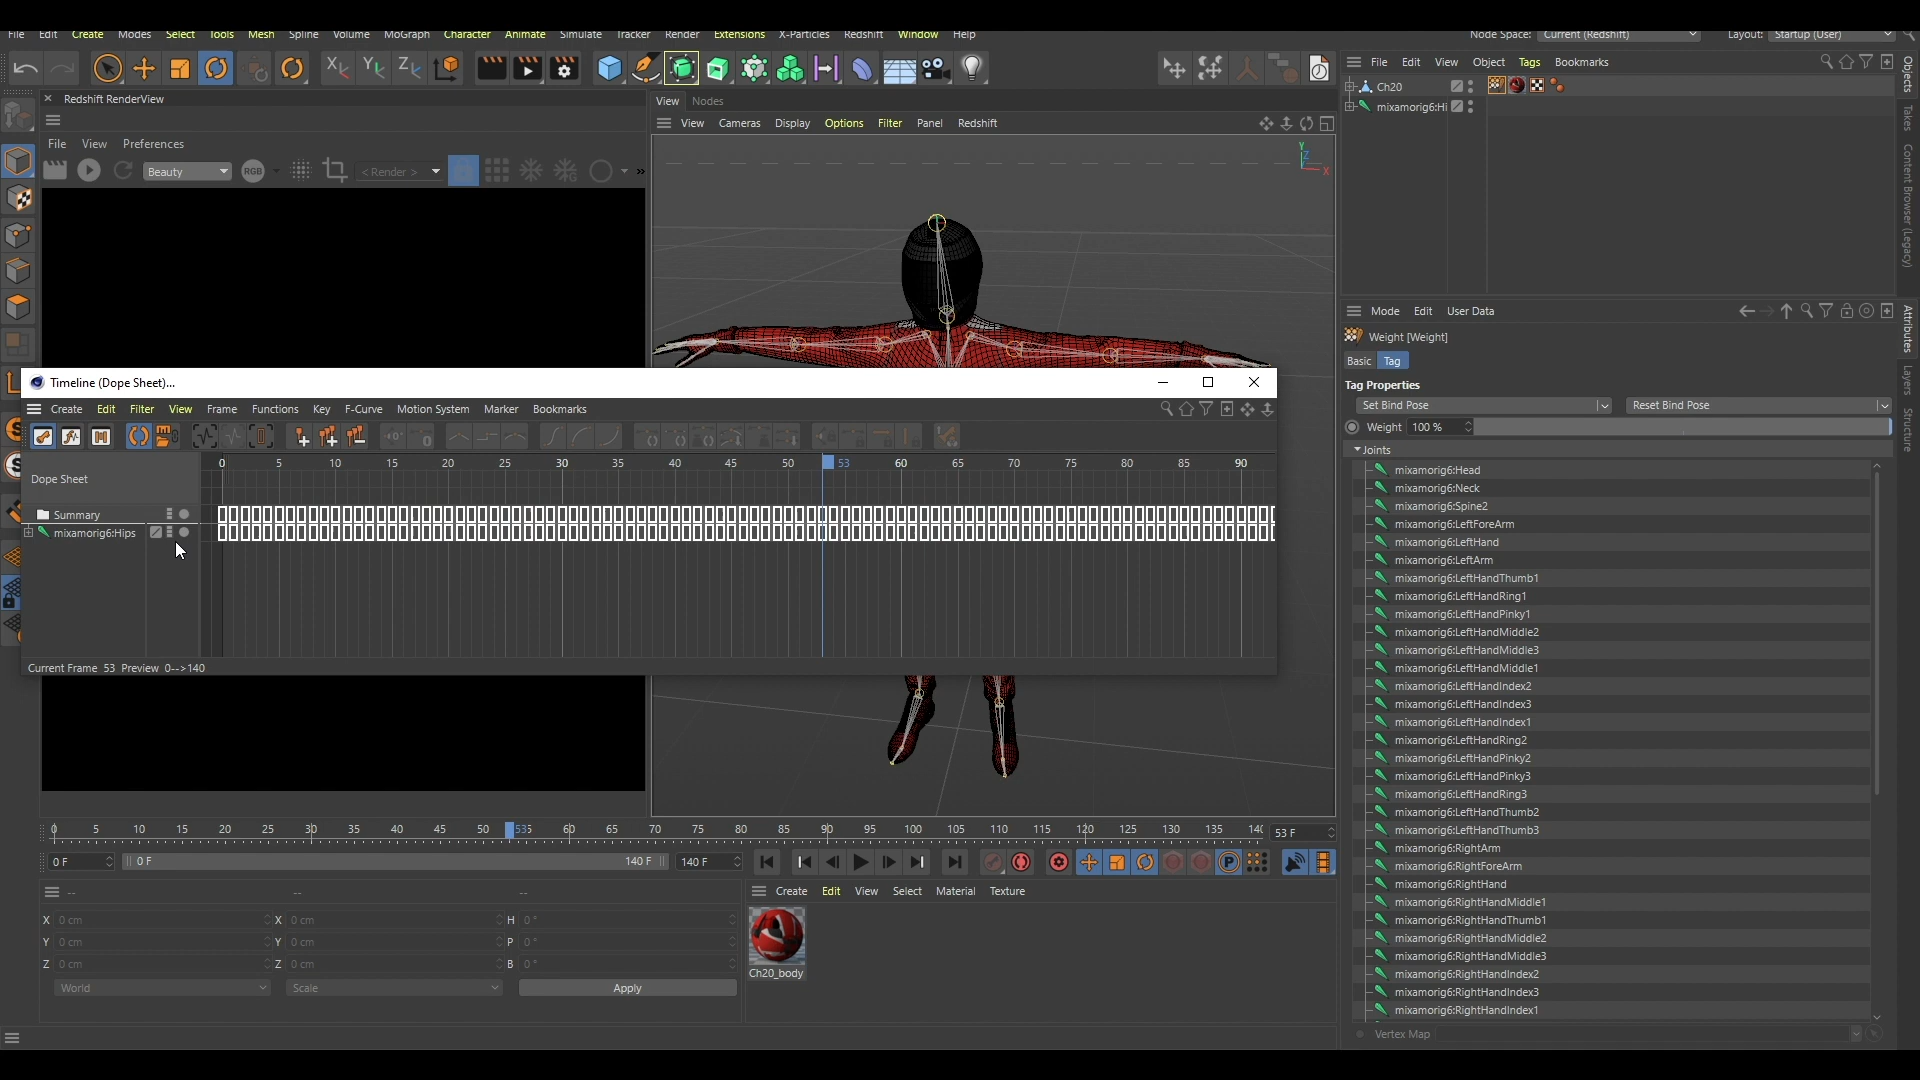 File Edit Create Modes Select Tools Mesh Spline Volume MoGraph Character Animate Simulate Tracker Render Extensions X-Particles Redshift Window Help Node Space: Current (Redshift) Layout: Startup (User)
X Y Z
Redshift RenderView
File View Preferences
Beauty RGB < Render > »
View Nodes
View Cameras Display Options Filter Panel Redshift
Y Z X
File Edit View Object Tags Bookmarks
Ch20
mixamorig6:Hi
Objects
Takes
Content Browser (Legacy)
Attributes
Layers
Structure
Mode Edit User Data
Weight [Weight]
Basic Tag
Tag Properties
Set Bind Pose Reset Bind Pose
Weight 100 %
Joints
mixamorig6:Head
mixamorig6:Neck
mixamorig6:Spine2
mixamorig6:LeftForeArm
mixamorig6:LeftHand
mixamorig6:LeftArm
mixamorig6:LeftHandThumb1
mixamorig6:LeftHandRing1
mixamorig6:LeftHandPinky1
mixamorig6:LeftHandMiddle2
mixamorig6:LeftHandMiddle3
mixamorig6:LeftHandMiddle1
mixamorig6:LeftHandIndex2
mixamorig6:LeftHandIndex3
mixamorig6:LeftHandIndex1
mixamorig6:LeftHandRing2
mixamorig6:LeftHandPinky2
mixamorig6:LeftHandPinky3
mixamorig6:LeftHandRing3
mixamorig6:LeftHandThumb2
mixamorig6:LeftHandThumb3
mixamorig6:RightArm
mixamorig6:RightForeArm
mixamorig6:RightHand
mixamorig6:RightHandMiddle1
mixamorig6:RightHandThumb1
mixamorig6:RightHandMiddle2
mixamorig6:RightHandMiddle3
mixamorig6:RightHandIndex2
mixamorig6:RightHandIndex3
mixamorig6:RightHandIndex1
Vertex Map
Timeline (Dope Sheet)...
Create Edit Filter View Frame Functions Key F-Curve Motion System Marker Bookmarks
0 5 10 15 20 25 30 35 40 45 50 53 60 65 70 75 80 85 90
Dope Sheet
Summary
mixamorig6:Hips
Current Frame 53 Preview 0-->140
0 5 10 15 20 25 30 35 40 45 50 53 60 65 70 75 80 85 90 95 100 105 110 115 120 125 130 135 53 F
0 F 0 F 140 F 140 F P
-- -- --
X 0 cm X 0 cm H 0 °
Y 0 cm Y 0 cm P 0 °
Z 0 cm Z 0 cm B 0 °
World Scale Apply
Create Edit View Select Material Texture
Ch20_body